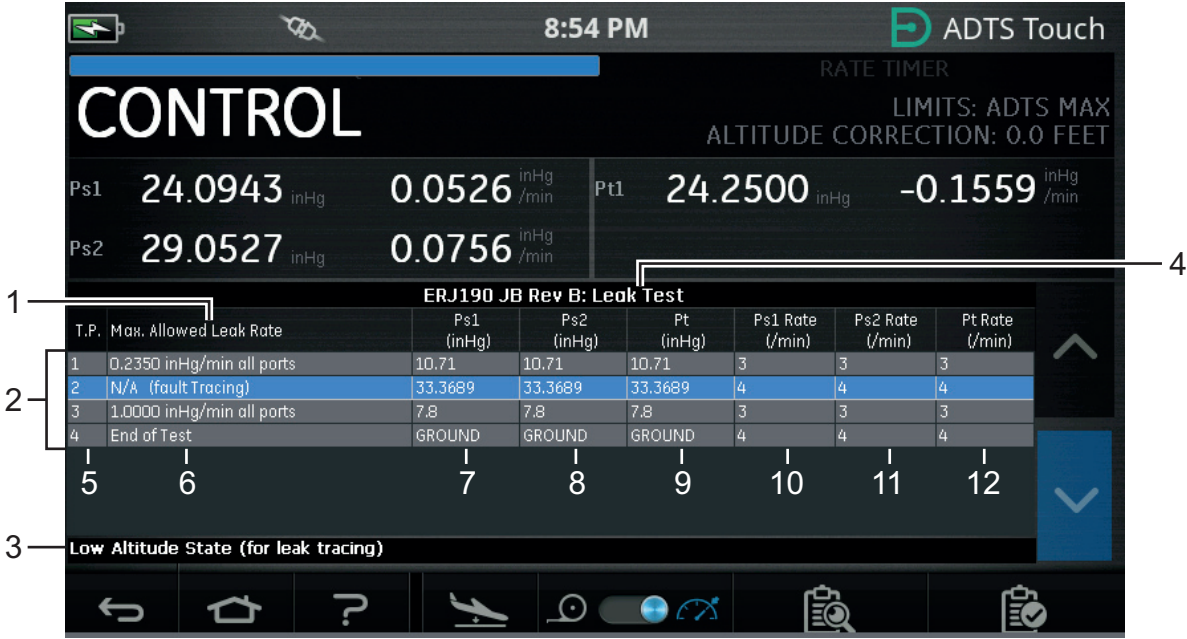 8:54 PM
ADTS Touch
RATE TIMER
CONTROL
LIMITS: ADTS MAX
ALTITUDE CORRECTION: 0.0 FEET
Ps1 24.0943 inHg 0.0526 inHg/min Pt1 24.2500 inHg -0.1559 inHg/min
Ps2 29.0527 inHg 0.0756 inHg/min
4
1
ERJ190 JB Rev B: Leak Test
T.P. Max. Allowed Leak Rate Ps1 (inHg) Ps2 (inHg) Pt (inHg) Ps1 Rate (/min) Ps2 Rate (/min) Pt Rate (/min)
1 0.2350 inHg/min all ports 10.71 10.71 10.71 3 3 3
2 N/A (fault Tracing) 33.3689 33.3689 33.3689 4 4 4
2
3 1.0000 inHg/min all ports 7.8 7.8 7.8 3 3 3
4 End of Test GROUND GROUND GROUND 4 4 4
5 6 7 8 9 10 11 12
3
Low Altitude State (for leak tracing)
?